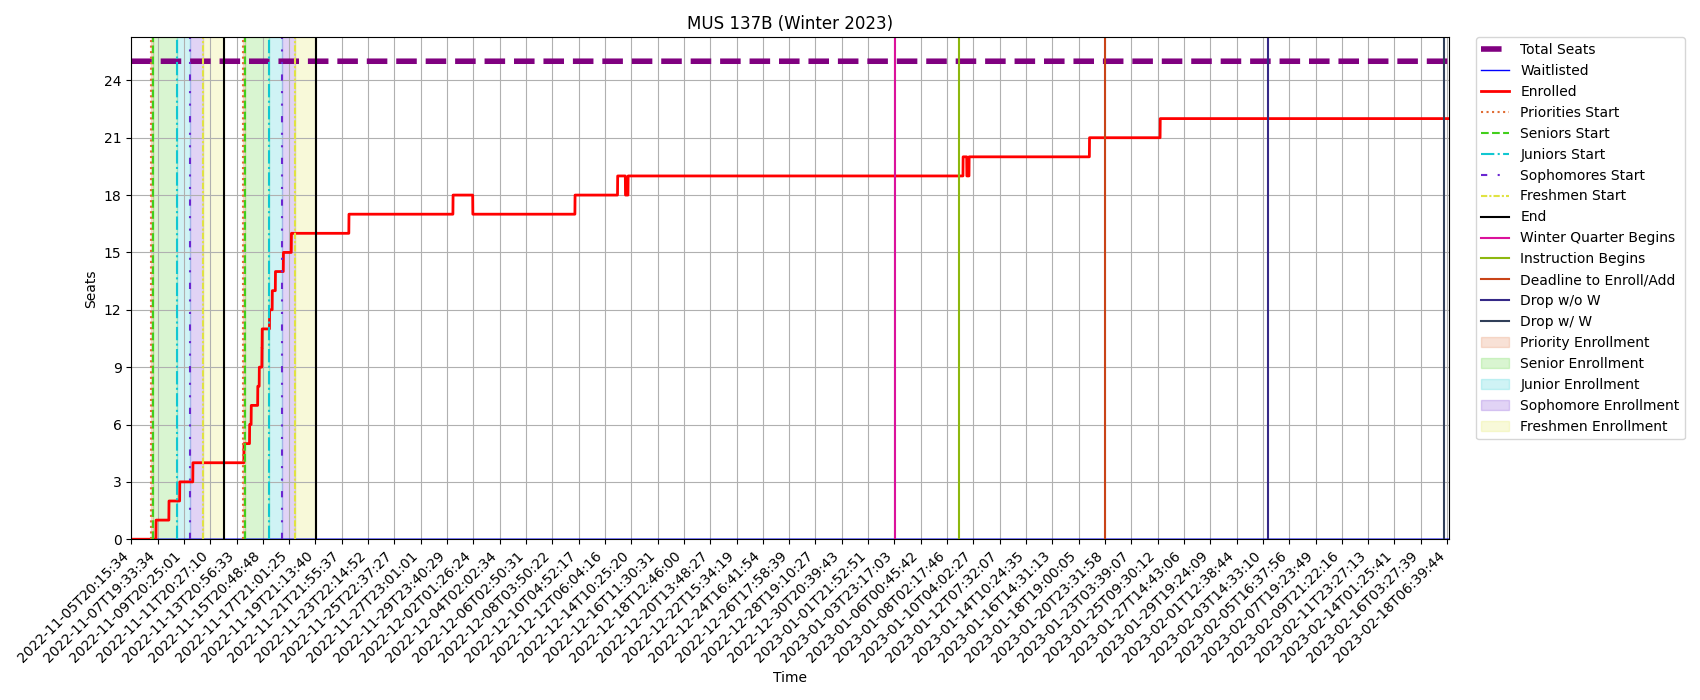 MUS 137B (Winter 2023)
Seats
24
21
18
15
12
9
6
3
0
2022-11-05T20:15:34
2022-11-07T19:33:34
2022-11-09T20:25:01
2022-11-11T20:27:10
2022-11-13T20:56:33
2022-11-15T20:48:48
2022-11-17T21:01:25
2022-11-19T21:13:40
2022-11-21T21:55:37
2022-11-23T22:14:52
2022-11-25T22:37:27
2022-11-27T23:01:01
2022-11-29T23:40:29
2022-12-02T01:26:24
2022-12-04T02:02:34
2022-12-06T02:50:31
2022-12-08T03:50:22
2022-12-10T04:52:17
2022-12-12T06:04:16
2022-12-14T10:25:20
2022-12-16T11:30:31
2022-12-18T12:46:00
2022-12-20T13:48:27
2022-12-22T15:34:19
2022-12-24T16:41:54
2022-12-26T17:58:39
2022-12-28T19:10:27
2022-12-30T20:39:43
2023-01-01T21:52:51
2023-01-03T23:17:03
2023-01-06T00:45:42
2023-01-08T02:17:46
2023-01-10T04:02:27
2023-01-12T07:32:07
2023-01-14T10:24:35
2023-01-16T14:31:13
2023-01-18T19:00:05
2023-01-20T23:31:58
2023-01-23T03:39:07
2023-01-25T09:30:12
2023-01-27T14:43:06
2023-01-29T19:24:09
2023-02-01T12:38:44
2023-02-03T14:33:10
2023-02-05T16:37:56
2023-02-07T19:23:49
2023-02-09T21:22:16
2023-02-11T23:27:13
2023-02-14T01:25:41
2023-02-16T03:27:39
2023-02-18T06:39:44
Time
Total Seats
Waitlisted
Enrolled
Priorities Start
Seniors Start
Juniors Start
Sophomores Start
Freshmen Start
End
Winter Quarter Begins
Instruction Begins
Deadline to Enroll/Add
Drop w/o W
Drop w/ W
Priority Enrollment
Senior Enrollment
Junior Enrollment
Sophomore Enrollment
Freshmen Enrollment